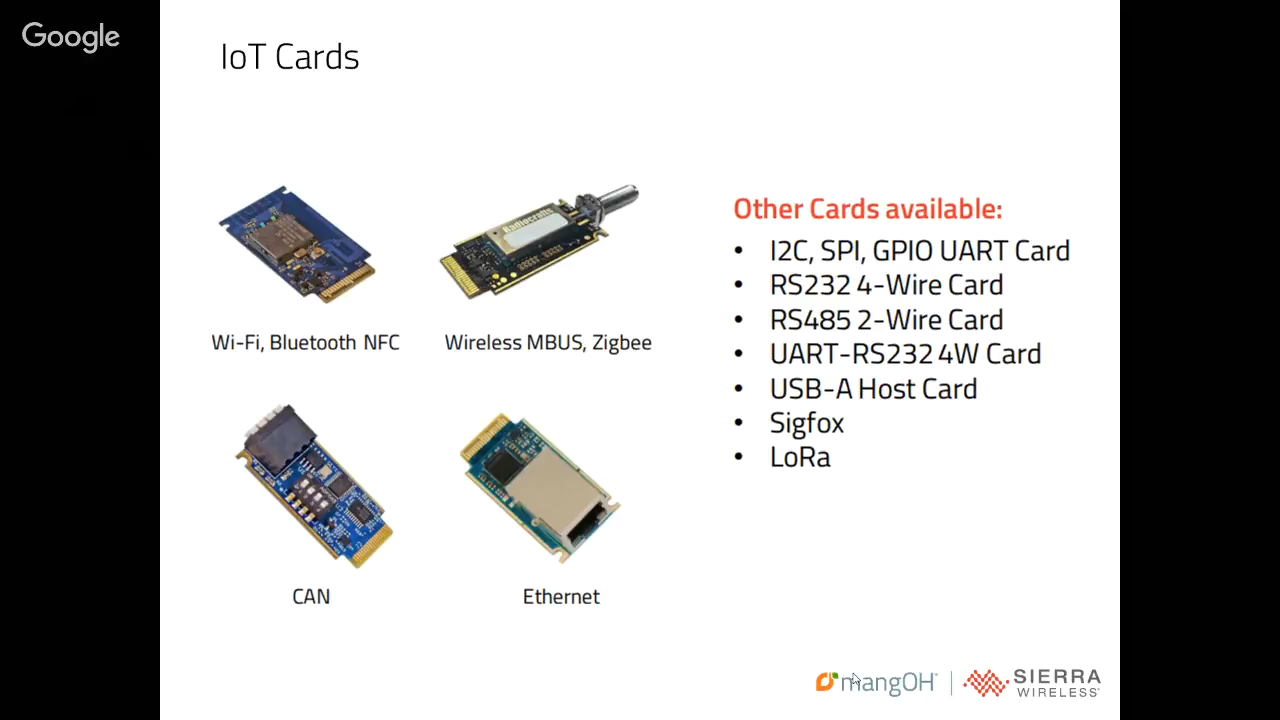 Google
IoT Cards
Radiocrafts
Wi-Fi, Bluetooth NFC
Wireless MBUS, Zigbee
CAN
Ethernet
Other Cards available:
• I2C, SPI, GPIO UART Card
• RS232 4-Wire Card
• RS485 2-Wire Card
• UART-RS232 4W Card
• USB-A Host Card
• Sigfox
• LoRa
mangOH
SIERRA
WIRELESS